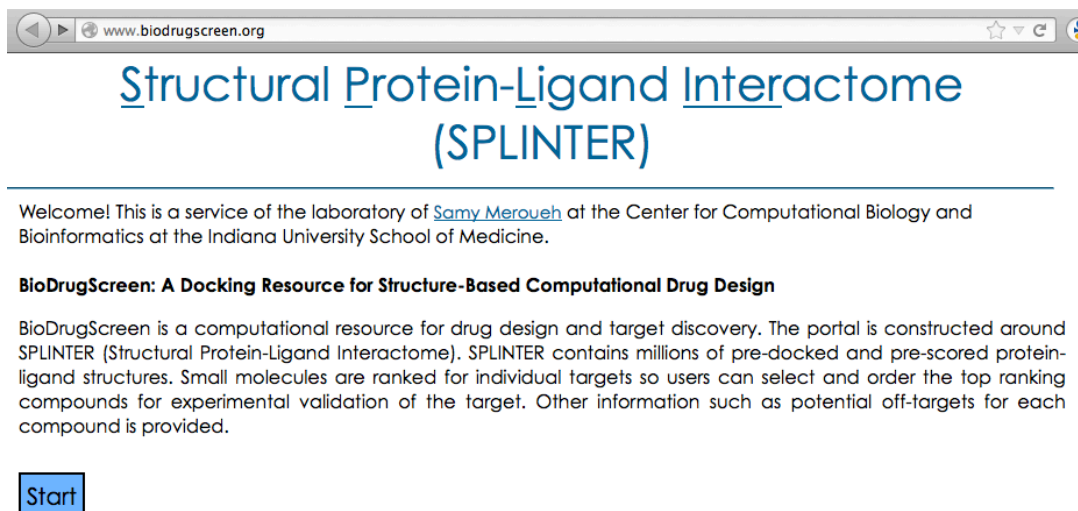 www.biodrugscreen.org
Structural Protein-Ligand Interactome
(SPLINTER)
Welcome! This is a service of the laboratory of Samy Meroueh at the Center for Computational Biology and
Bioinformatics at the Indiana University School of Medicine.
BioDrugScreen: A Docking Resource for Structure-Based Computational Drug Design
BioDrugScreen is a computational resource for drug design and target discovery. The portal is constructed around
SPLINTER (Structural Protein-Ligand Interactome). SPLINTER contains millions of pre-docked and pre-scored protein-
ligand structures. Small molecules are ranked for individual targets so users can select and order the top ranking
compounds for experimental validation of the target. Other information such as potential off-targets for each
compound is provided.
Start